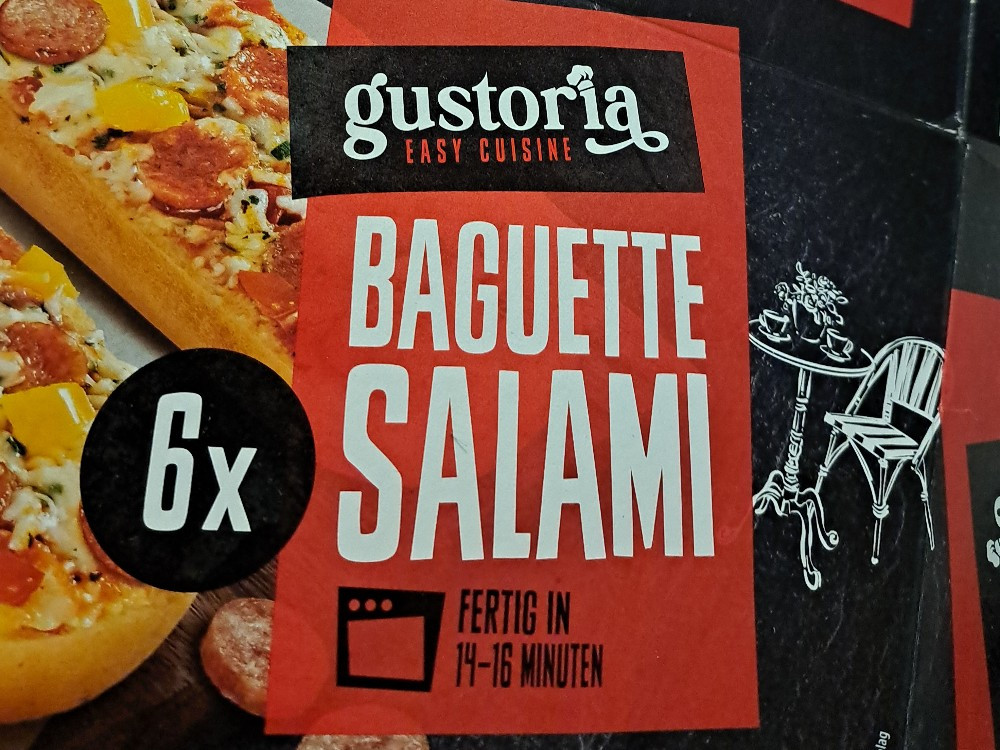 gustoria
EASY CUISINE
BAGUETTE
SALAMI
6x
FERTIG IN
14-16 MINUTEN